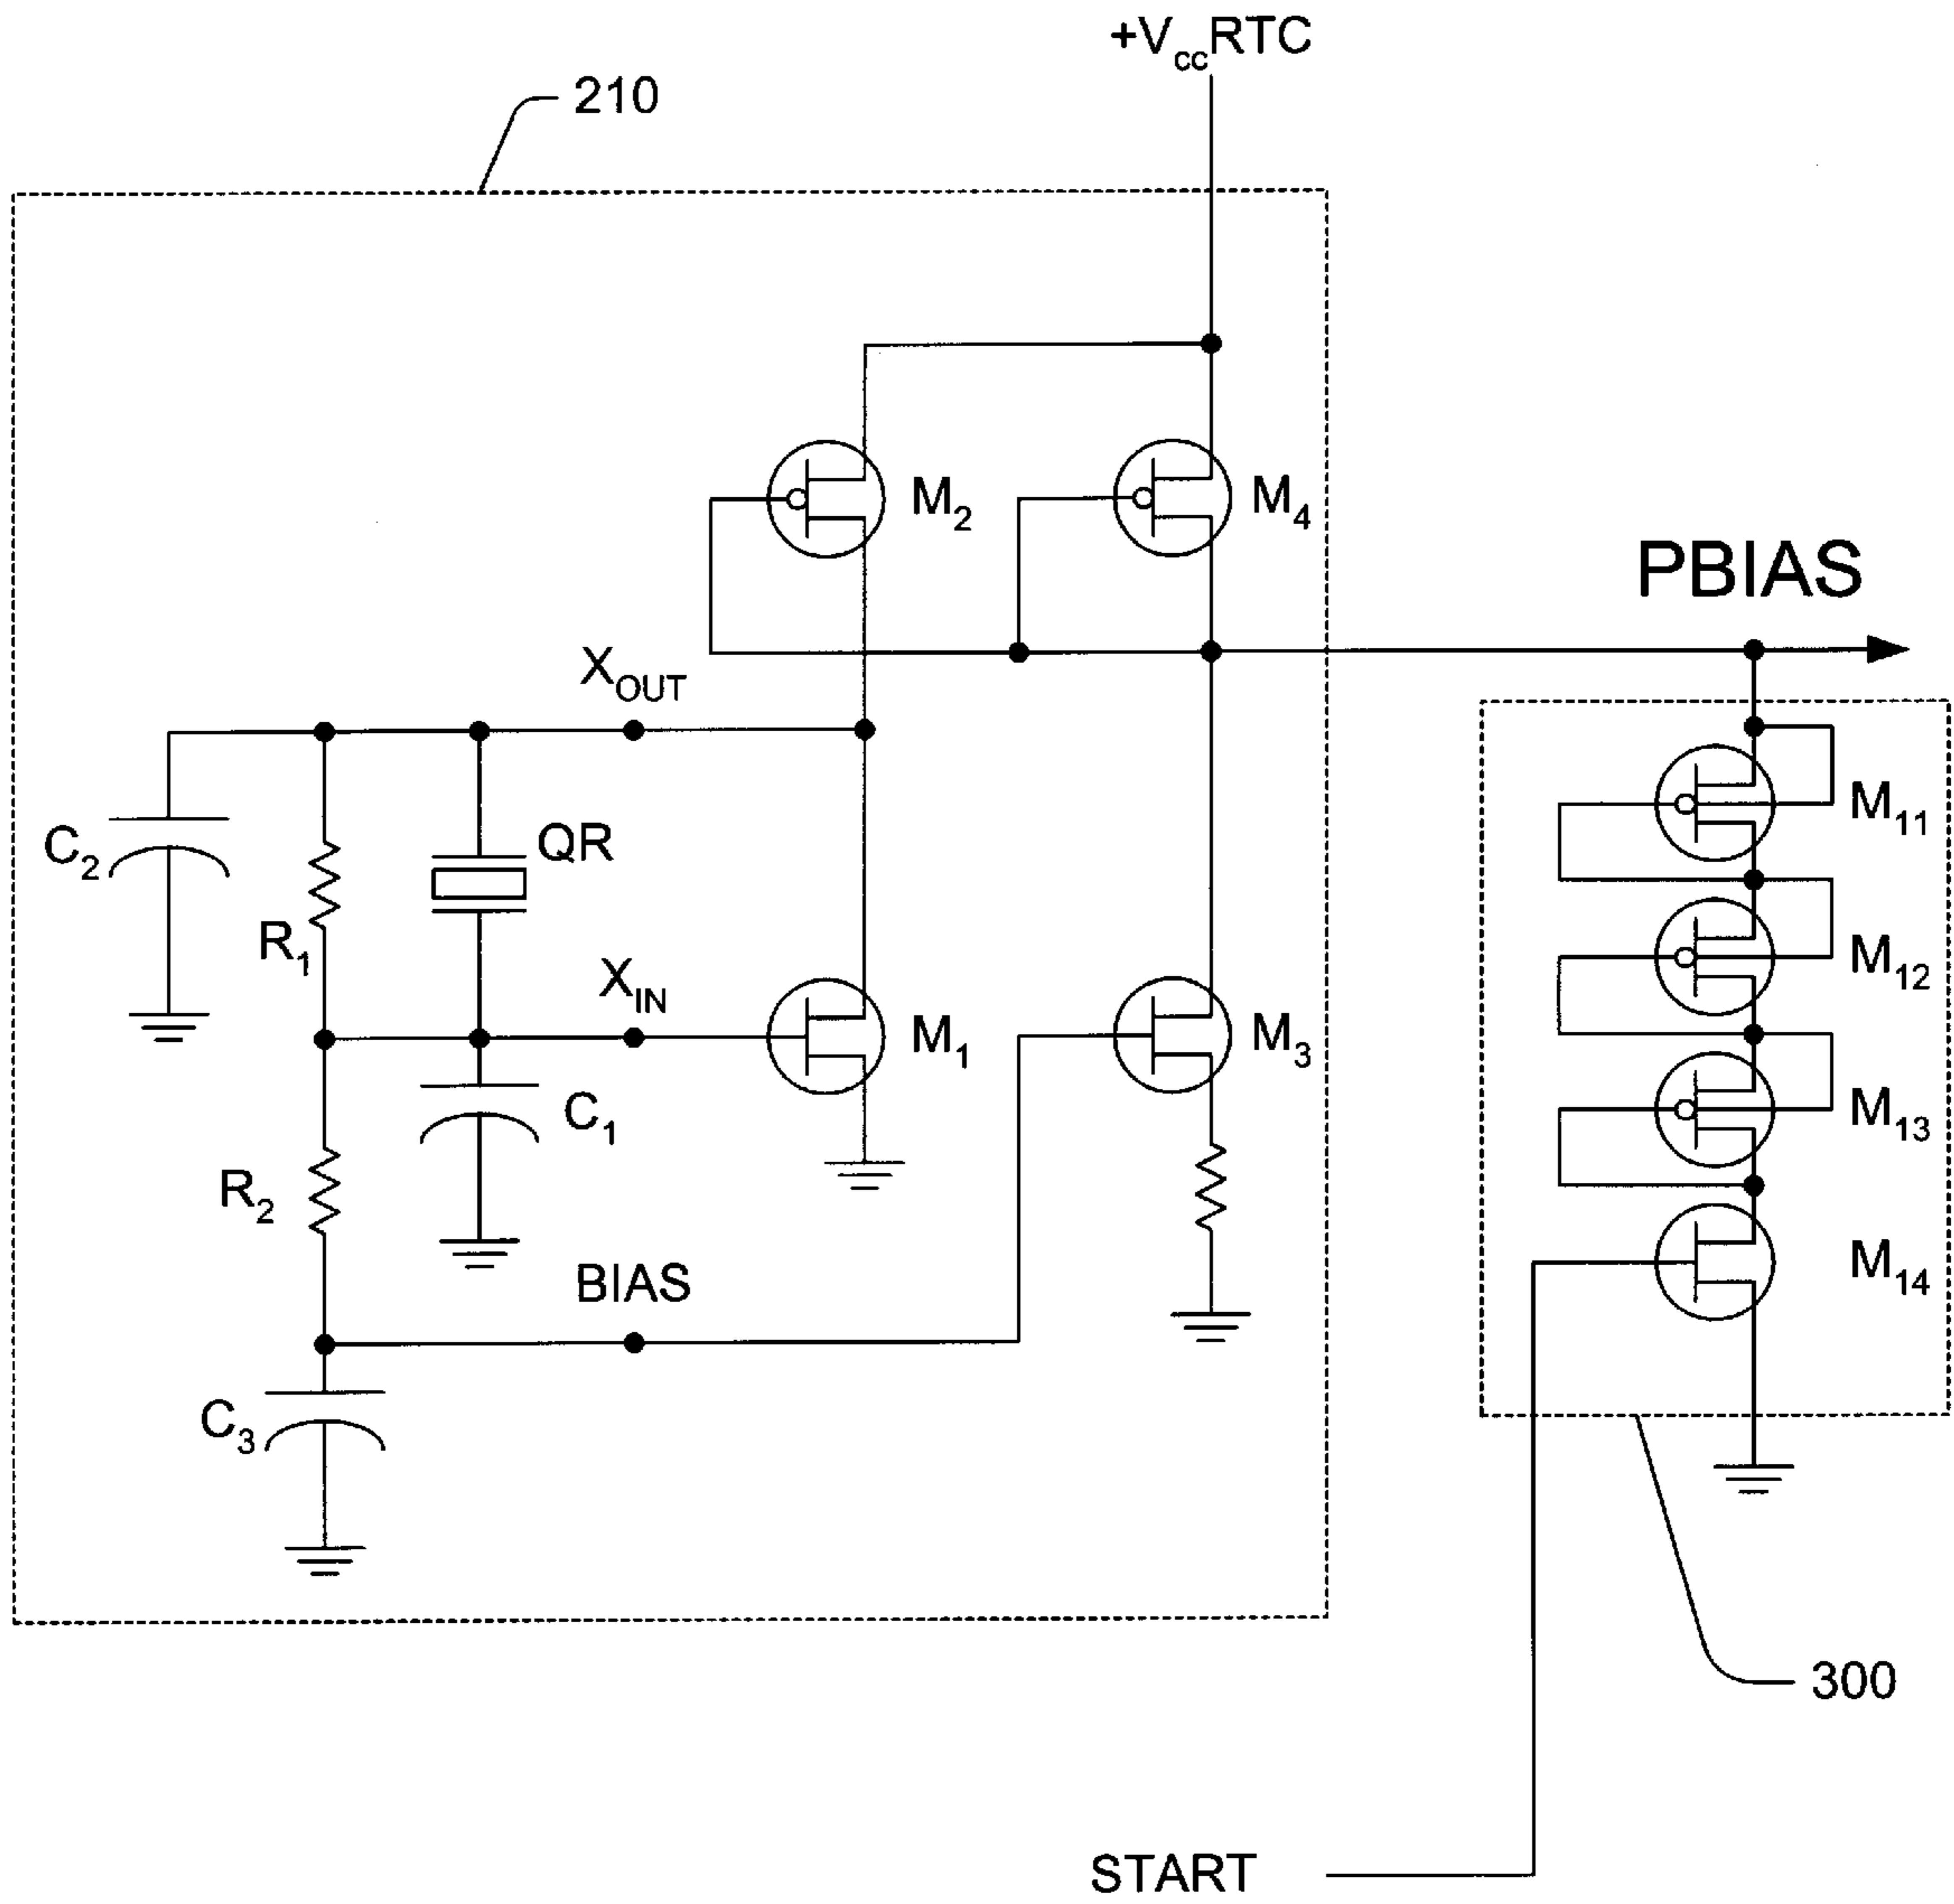 +VccRTC
210
M2
M4
PBIAS
XOUT
M11
C2
QR
R1
M12
XIN
M1
M3
C1
M13
R2
BIAS
M14
C3
300
START